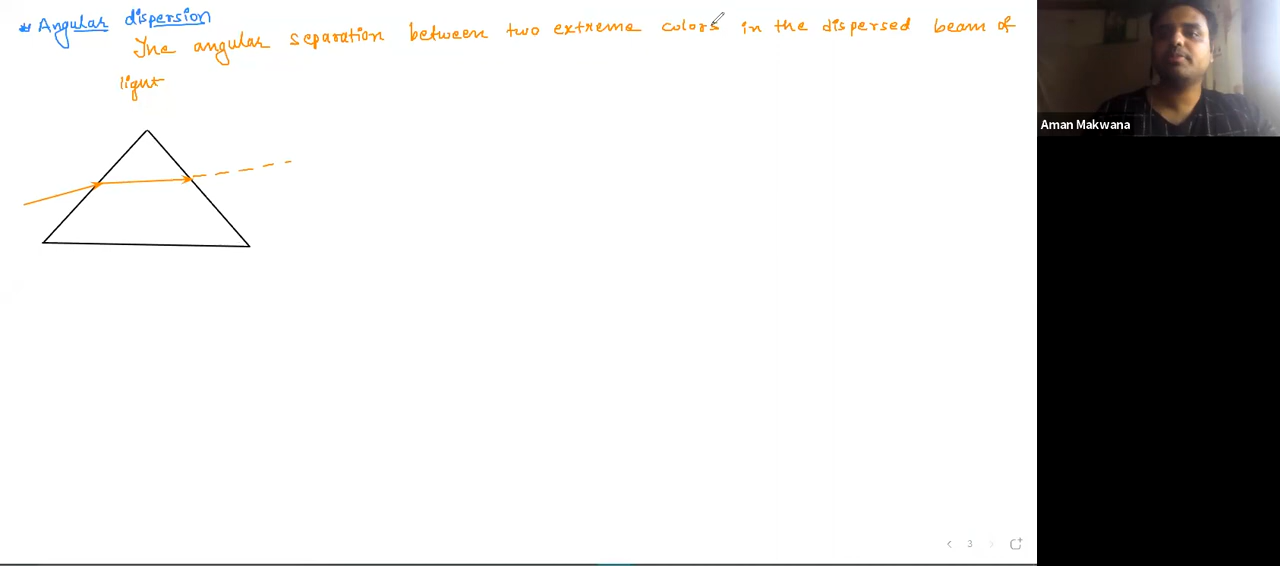 * Angular dispersion
The angular separation between two extreme colors in the dispersed beam of
light
Aman Makwana
3